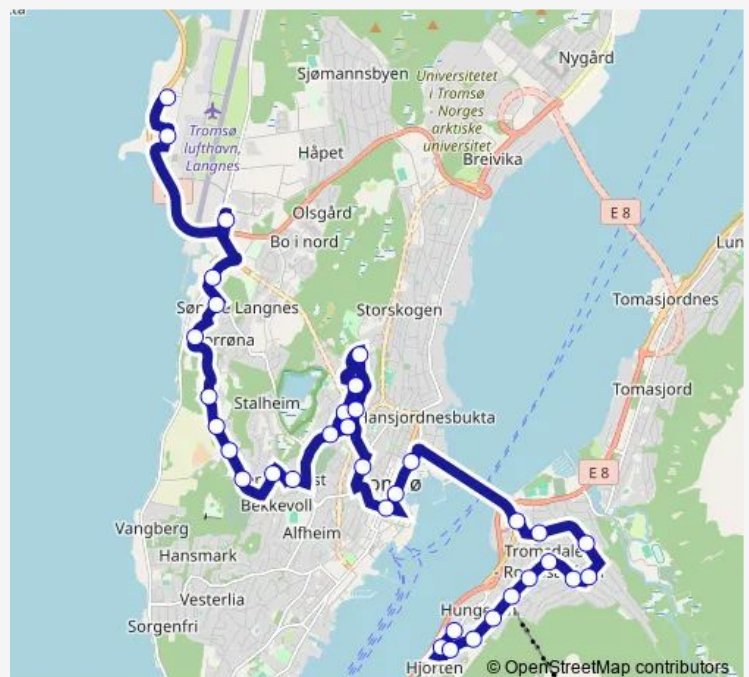 Nygård
Sjømannsbyen
Universitetet
i Tromsø
- Norges
arktiske
universitet
Tromsø
lufthavn,
Langnes
Håpet
Breivika
E 8
Olsgård
Bo i nord
Tomasjordnes
Langnes
Storskogen
Tomasjord
Stalheim
E 8
Bekkevoll
Vangberg
Alfheim
Hansmark
Vesterlia
Sorgenfri
Hjorten
© OpenStreetMap contributors